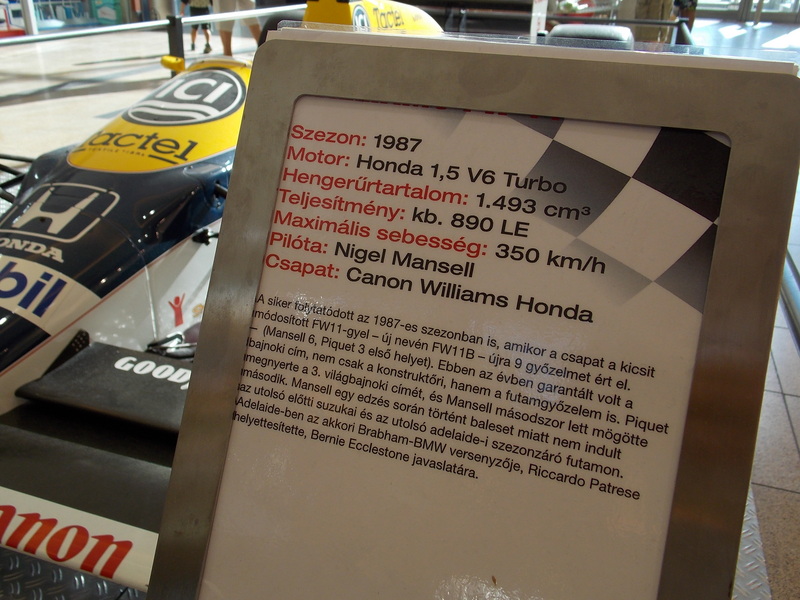 Tactel
ICI
Tactel
HONDA
Mobil
GOOD
Canon
Szezon: 1987
Motor: Honda 1,5 V6 Turbo
Hengerűrtartalom: 1.493 cm³
Teljesítmény: kb. 890 LE
Maximális sebesség: 350 km/h
Pilóta: Nigel Mansell
Csapat: Canon Williams Honda
A siker folytatódott az 1987-es szezonban is, amikor a csapat a kicsit
módosított FW11-gyel – új nevén FW11B – újra 9 győzelmet ért el.
– (Mansell 6, Piquet 3 első helyet). Ebben az évben garantált volt a
bajnoki cím, nem csak a konstruktőri, hanem a futamgyőzelem is. Piquet
megnyerte a 3. világbajnoki címét, és Mansell másodszor lett mögötte
második. Mansell egy edzés során történt baleset miatt nem indult
az utolsó előtti suzukai és az utolsó adelaide-i szezonzáró futamon.
Adelaide-ben az akkori Brabham-BMW versenyzője, Riccardo Patrese
helyettesítette, Bernie Ecclestone javaslatára.